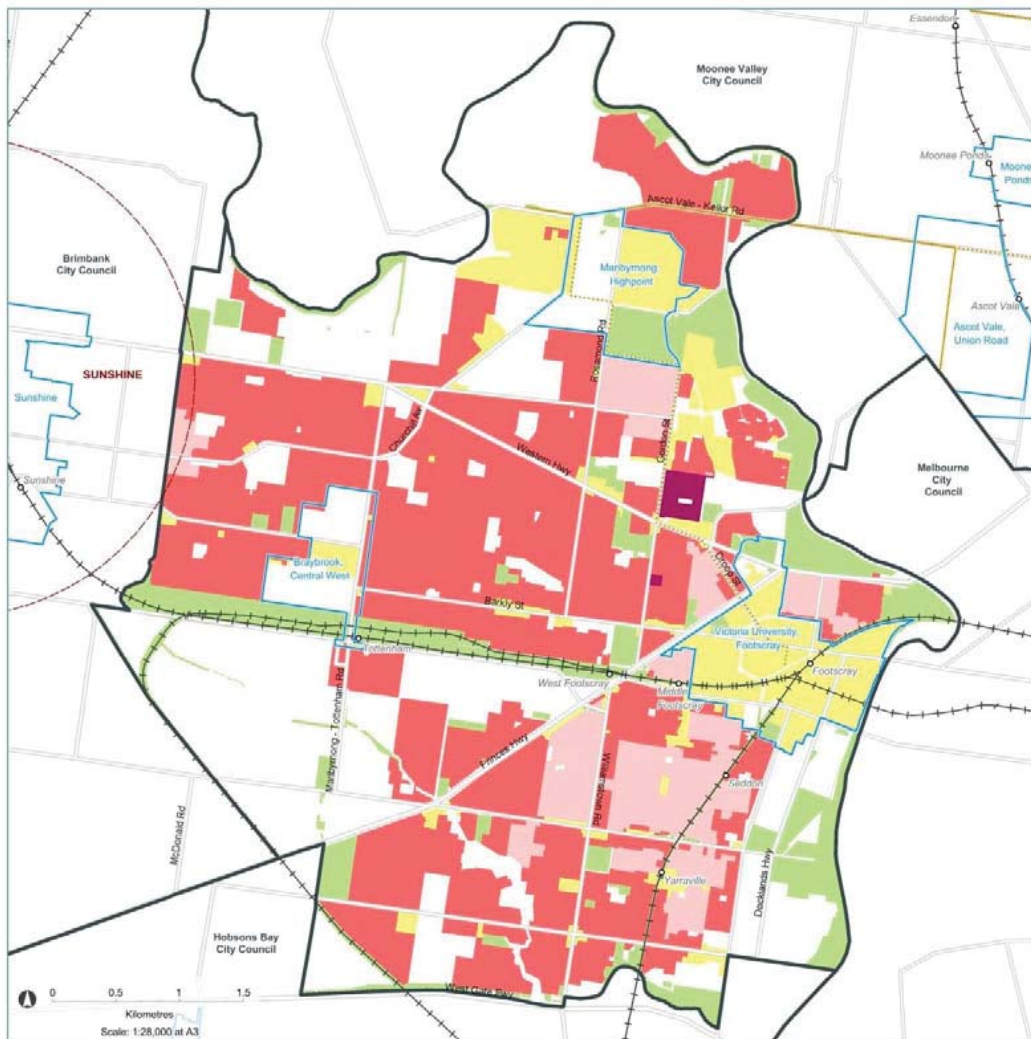 Essendon
Moonee Valley
City Council
Moonee Ponds
Moonee
Ponds
Ascot Vale - Keilor Rd
Brimbank
City Council
Maribyrnong,
Highpoint
Ascot Vale
Ascot Vale,
Union Road
Rosamond Rd
SUNSHINE
Sunshine
Churchill Av
Gordon St
Western Hwy
Melbourne
City
Council
Sunshine
Braybrook,
Central West
Droop St
Barkly St
Victoria University,
Footscray
Tottenham
Footscray
West Footscray
Middle
Footscray
Maribyrnong - Tottenham Rd
Princes Hwy
Williamstown Rd
Seddon
McDonald Rd
Docklands Hwy
Yarraville
Hobsons Bay
City Council
West Gate Fwy
0 0.5 1 1.5
Kilometres
Scale: 1:28,000 at A3